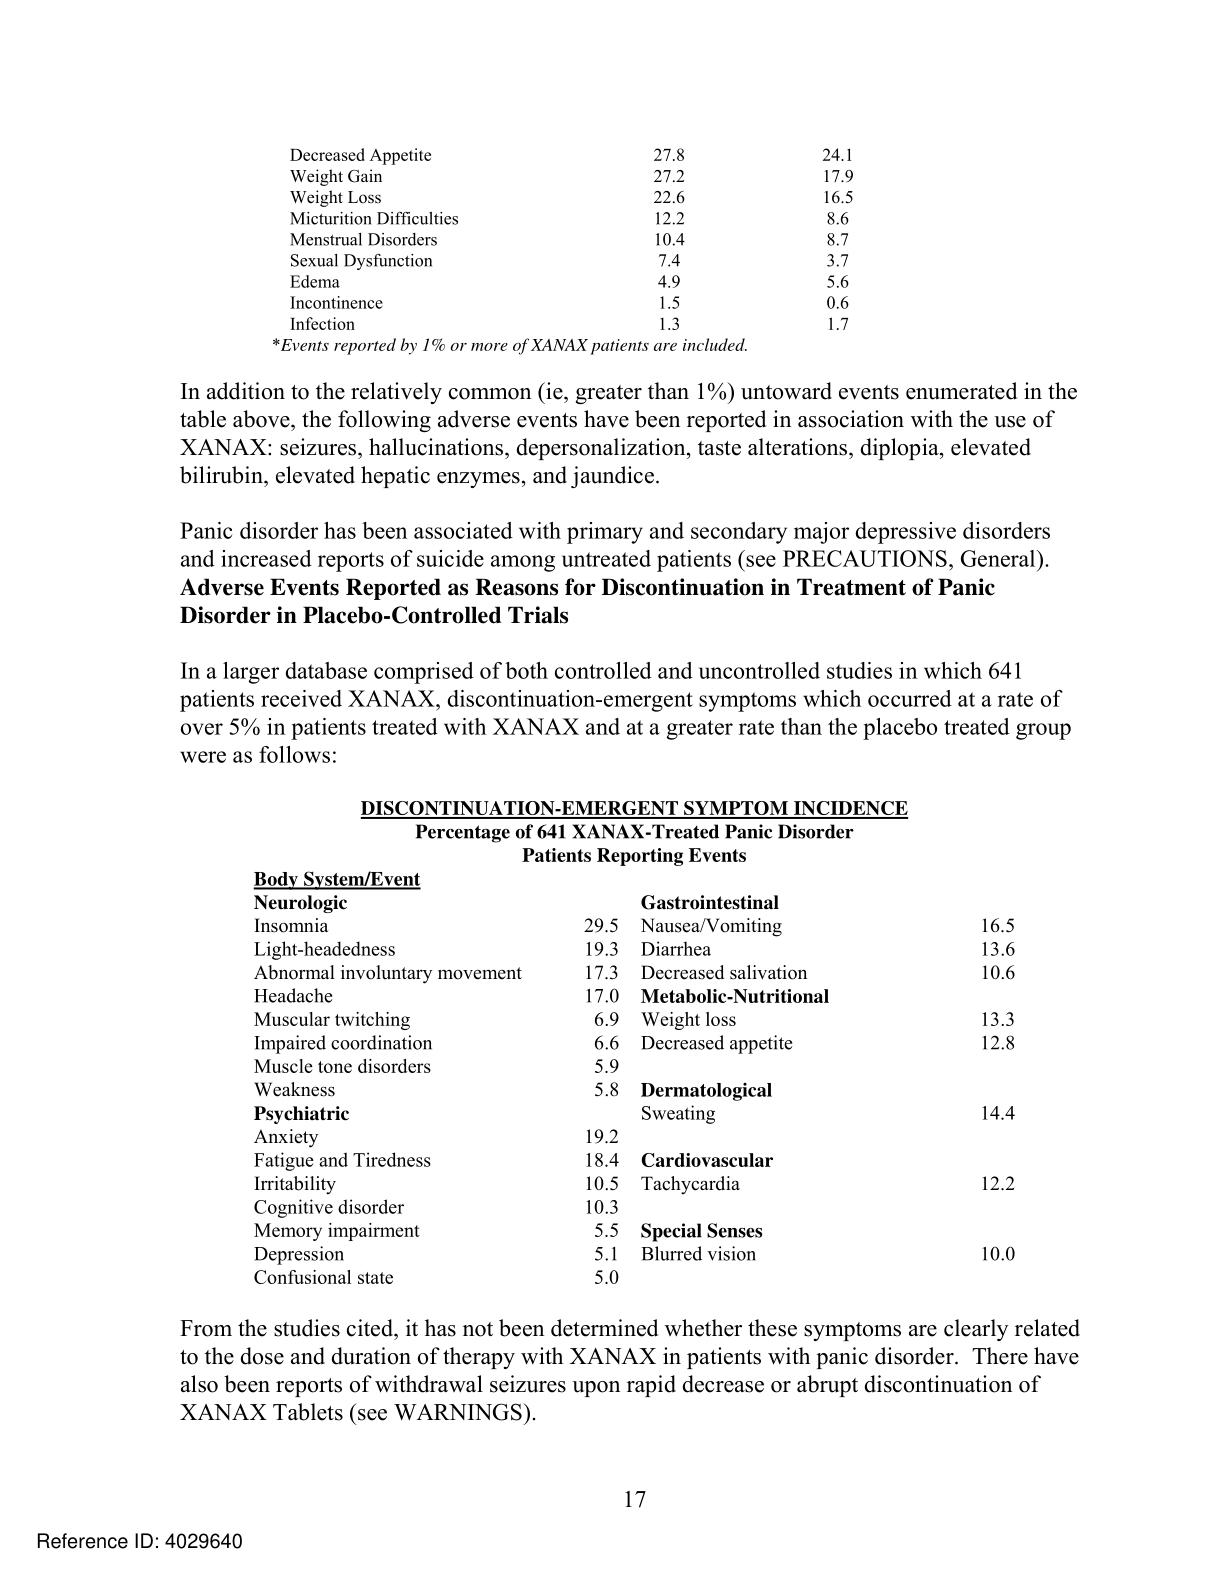 Decreased Appetite 27.8 24.1
Weight Gain 27.2 17.9
Weight Loss 22.6 16.5
Micturition Difficulties 12.2 8.6
Menstrual Disorders 10.4 8.7
Sexual Dysfunction 7.4 3.7
Edema 4.9 5.6
Incontinence 1.5 0.6
Infection 1.3 1.7
*Events reported by 1% or more of XANAX patients are included.
In addition to the relatively common (ie, greater than 1%) untoward events enumerated in the
table above, the following adverse events have been reported in association with the use of
XANAX: seizures, hallucinations, depersonalization, taste alterations, diplopia, elevated
bilirubin, elevated hepatic enzymes, and jaundice.
Panic disorder has been associated with primary and secondary major depressive disorders
and increased reports of suicide among untreated patients (see PRECAUTIONS, General).
Adverse Events Reported as Reasons for Discontinuation in Treatment of Panic
Disorder in Placebo-Controlled Trials
In a larger database comprised of both controlled and uncontrolled studies in which 641
patients received XANAX, discontinuation-emergent symptoms which occurred at a rate of
over 5% in patients treated with XANAX and at a greater rate than the placebo treated group
were as follows:
DISCONTINUATION-EMERGENT SYMPTOM INCIDENCE
Percentage of 641 XANAX-Treated Panic Disorder
Patients Reporting Events
Body System/Event
Neurologic Gastrointestinal
Insomnia 29.5 Nausea/Vomiting 16.5
Light-headedness 19.3 Diarrhea 13.6
Abnormal involuntary movement 17.3 Decreased salivation 10.6
Headache 17.0 Metabolic-Nutritional
Muscular twitching 6.9 Weight loss 13.3
Impaired coordination 6.6 Decreased appetite 12.8
Muscle tone disorders 5.9
Weakness 5.8 Dermatological
Psychiatric Sweating 14.4
Anxiety 19.2
Fatigue and Tiredness 18.4 Cardiovascular
Irritability 10.5 Tachycardia 12.2
Cognitive disorder 10.3
Memory impairment 5.5 Special Senses
Depression 5.1 Blurred vision 10.0
Confusional state 5.0
From the studies cited, it has not been determined whether these symptoms are clearly related
to the dose and duration of therapy with XANAX in patients with panic disorder. There have
also been reports of withdrawal seizures upon rapid decrease or abrupt discontinuation of
XANAX Tablets (see WARNINGS).
17
Reference ID: 4029640